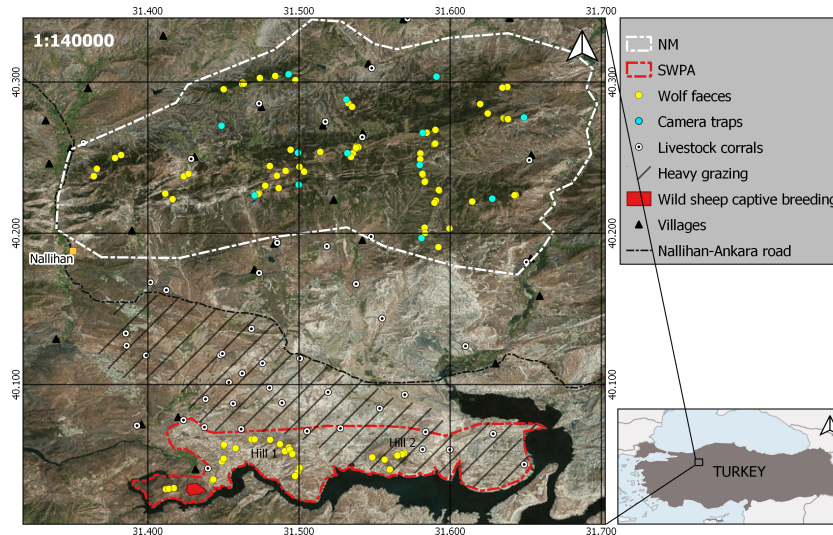 31.400 31.500 31.600 31.700
1:140000
40.300
40.200
40.100
Nallihan
Hill 1
Hill 2
40.300
40.200
40.100
31.400 31.500 31.600 31.700
NM
SWPA
Wolf faeces
Camera traps
Livestock corrals
Heavy grazing
Wild sheep captive breeding
Villages
Nallihan-Ankara road
TURKEY